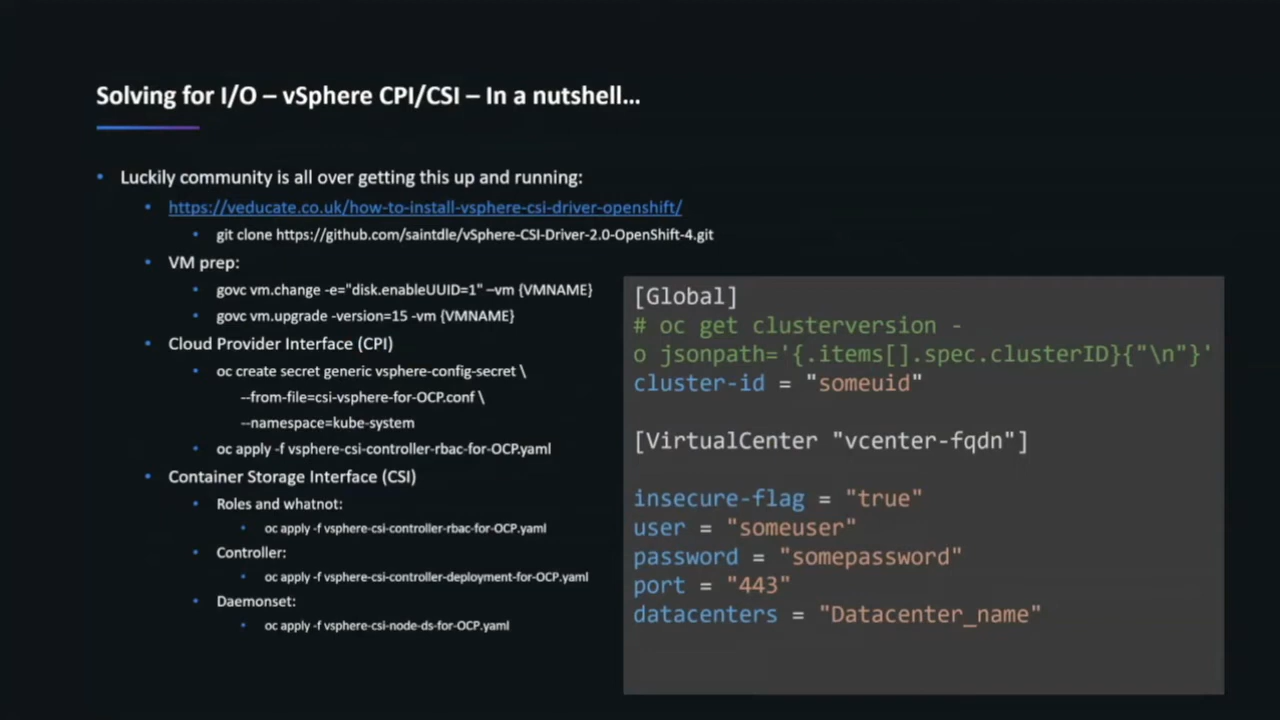 Solving for I/O – vSphere CPI/CSI – In a nutshell...
• Luckily community is all over getting this up and running:
• https://veducate.co.uk/how-to-install-vsphere-csi-driver-openshift/
• git clone https://github.com/saintdle/vSphere-CSI-Driver-2.0-OpenShift-4.git
• VM prep:
• govc vm.change -e="disk.enableUUID=1" –vm {VMNAME}
• govc vm.upgrade -version=15 -vm {VMNAME}
• Cloud Provider Interface (CPI)
• oc create secret generic vsphere-config-secret \
--from-file=csi-vsphere-for-OCP.conf \
--namespace=kube-system
• oc apply -f vsphere-csi-controller-rbac-for-OCP.yaml
• Container Storage Interface (CSI)
• Roles and whatnot:
• oc apply -f vsphere-csi-controller-rbac-for-OCP.yaml
• Controller:
• oc apply -f vsphere-csi-controller-deployment-for-OCP.yaml
• Daemonset:
• oc apply -f vsphere-csi-node-ds-for-OCP.yaml
[Global]
# oc get clusterversion -
o jsonpath='{.items[].spec.clusterID}{"\n"}'
cluster-id = "someuid"
[VirtualCenter "vcenter-fqdn"]
insecure-flag = "true"
user = "someuser"
password = "somepassword"
port = "443"
datacenters = "Datacenter_name"